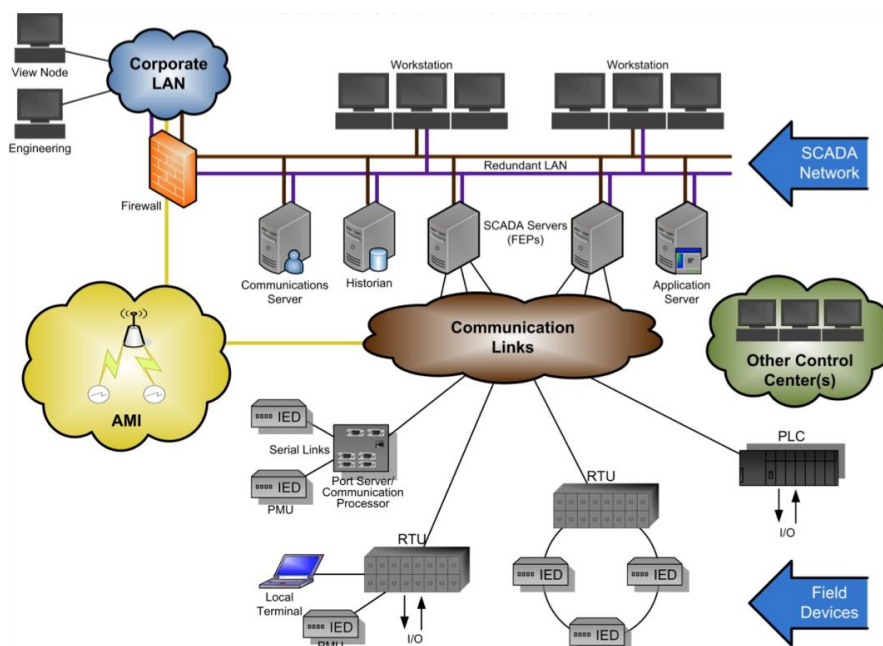 Corporate
LAN
View Node
Engineering
Firewall
Workstation
Workstation
Redundant LAN
SCADA
Network
Communications
Server
Historian
SCADA Servers
(FEPs)
Application
Server
AMI
Communication
Links
Other Control
Center(s)
IED
Serial Links
IED
PMU
Port Server/
Communication
Processor
RTU
Local
Terminal
IED
PMU
I/O
RTU
IED
IED
IED
PLC
I/O
Field
Devices